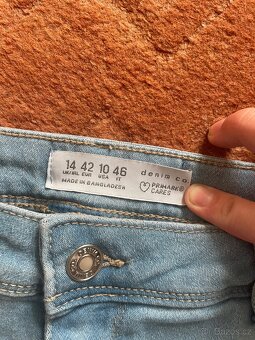 14 42 10 46 denim co
UK/IRL EUR USA IT
MADE IN BANGLADESH
PRIMARK®
CARES